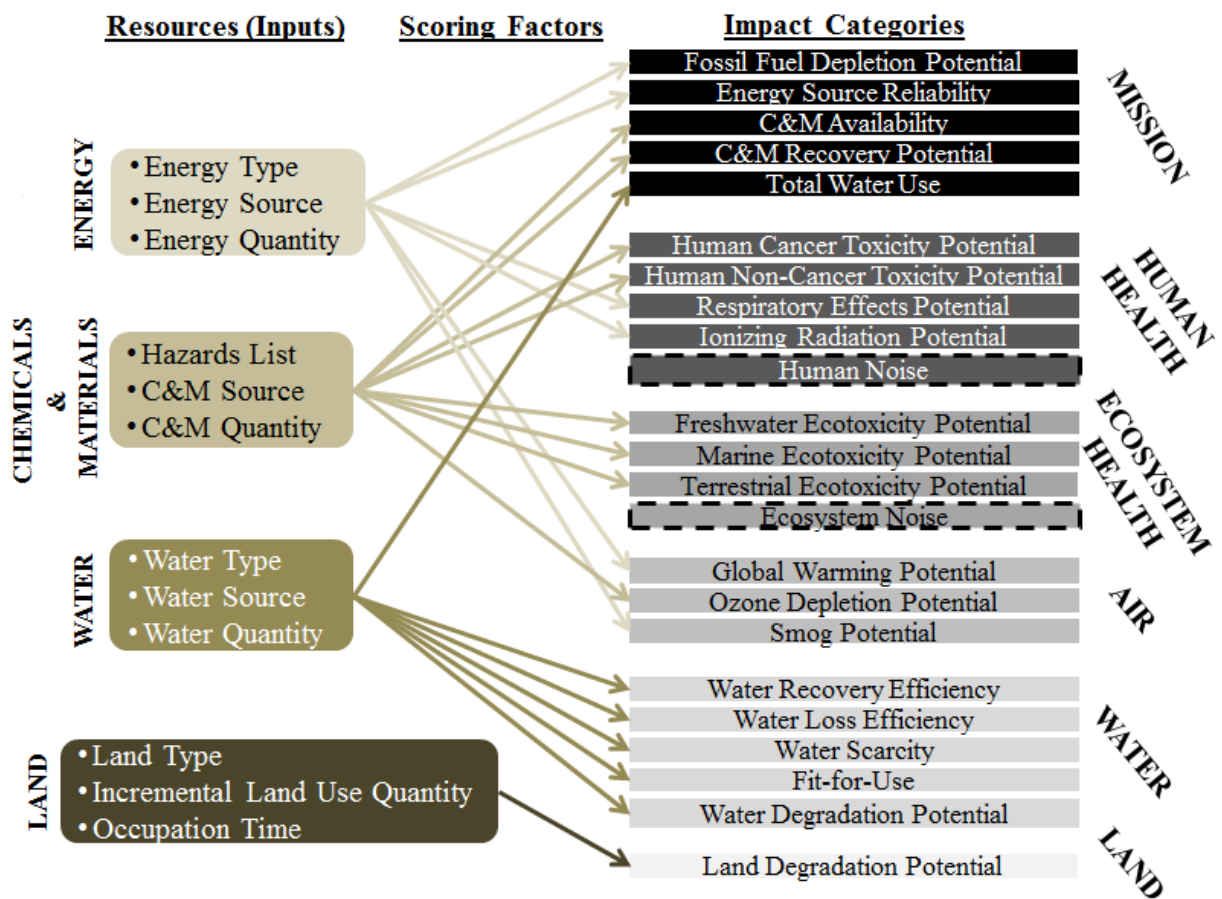 Resources (Inputs)
Scoring Factors
Impact Categories
ENERGY
• Energy Type
• Energy Source
• Energy Quantity
CHEMICALS
&
MATERIALS
• Hazards List
• C&M Source
• C&M Quantity
WATER
• Water Type
• Water Source
• Water Quantity
LAND
• Land Type
• Incremental Land Use Quantity
• Occupation Time
Fossil Fuel Depletion Potential
Energy Source Reliability
C&M Availability
C&M Recovery Potential
Total Water Use
MISSION
Human Cancer Toxicity Potential
Human Non-Cancer Toxicity Potential
Respiratory Effects Potential
Ionizing Radiation Potential
Human Noise
HUMAN
HEALTH
Freshwater Ecotoxicity Potential
Marine Ecotoxicity Potential
Terrestrial Ecotoxicity Potential
Ecosystem Noise
ECOSYSTEM
HEALTH
Global Warming Potential
Ozone Depletion Potential
Smog Potential
AIR
Water Recovery Efficiency
Water Loss Efficiency
Water Scarcity
Fit-for-Use
Water Degradation Potential
WATER
Land Degradation Potential
LAND